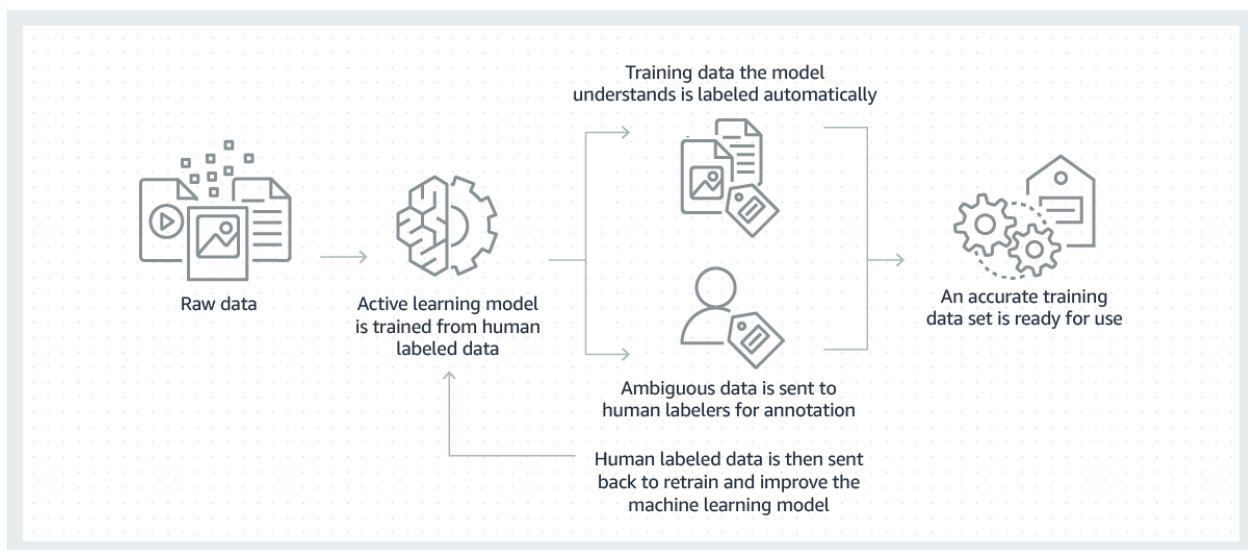 Training data the model
understands is labeled automatically
Raw data
Active learning model
is trained from human
labeled data
An accurate training
data set is ready for use
Ambiguous data is sent to
human labelers for annotation
Human labeled data is then sent
back to retrain and improve the
machine learning model